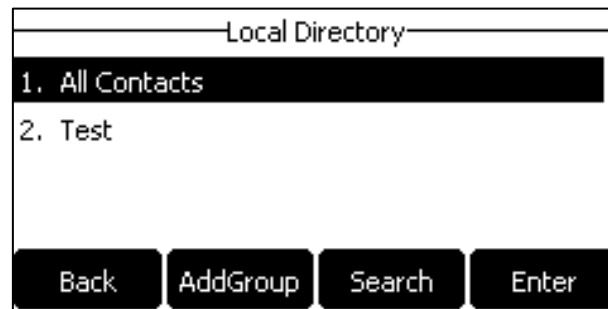 Local Directory
1. All Contacts
2. Test
Back AddGroup Search Enter